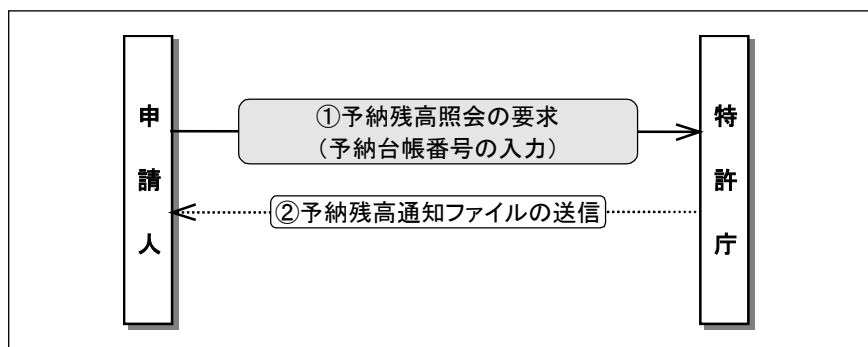 申請人
①予納残高照会の要求
（予納台帳番号の入力）
②予納残高通知ファイルの送信
特許庁